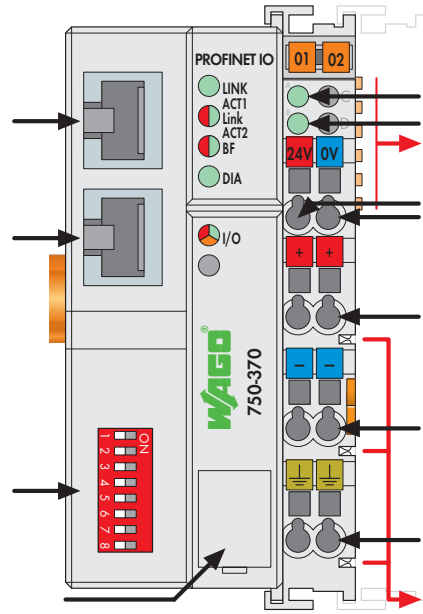 PROFINET IO
LINK
ACT1
Link
ACT2
BF
DIA
I/O
WAGO®
750-370
ON
1
2
3
4
5
6
7
8
01 02
A C
B D
24V 0V
+ +
− −